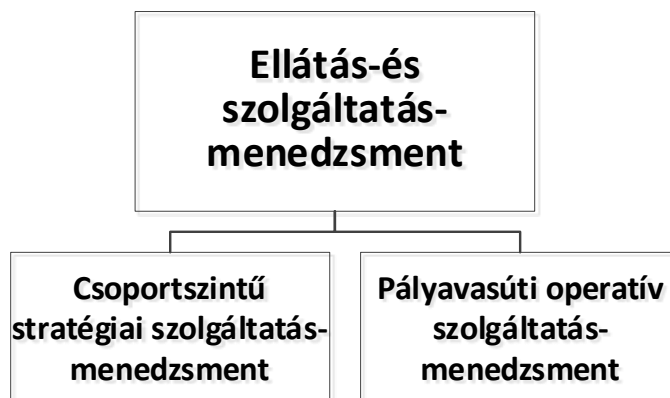 Ellátás-és
szolgáltatás-
menedzsment
Csoportszintű
stratégiai szolgáltatás-
menedzsment
Pályavasúti operatív
szolgáltatás-
menedzsment